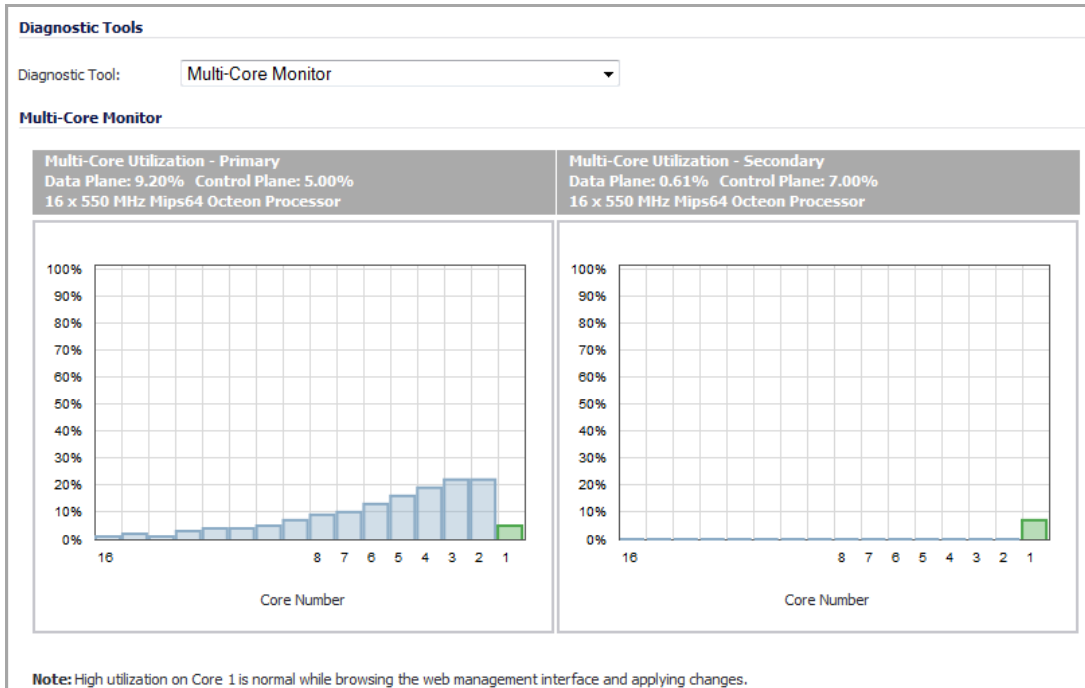 Diagnostic Tools
Diagnostic Tool: Multi-Core Monitor
Multi-Core Monitor
Multi-Core Utilization - Primary
Data Plane: 9.20% Control Plane: 5.00%
16 x 550 MHz Mips64 Octeon Processor
100%
90%
80%
70%
60%
50%
40%
30%
20%
10%
0%
16 8 7 6 5 4 3 2 1
Core Number
Multi-Core Utilization - Secondary
Data Plane: 0.61% Control Plane: 7.00%
16 x 550 MHz Mips64 Octeon Processor
100%
90%
80%
70%
60%
50%
40%
30%
20%
10%
0%
16 8 7 6 5 4 3 2 1
Core Number
Note: High utilization on Core 1 is normal while browsing the web management interface and applying changes.